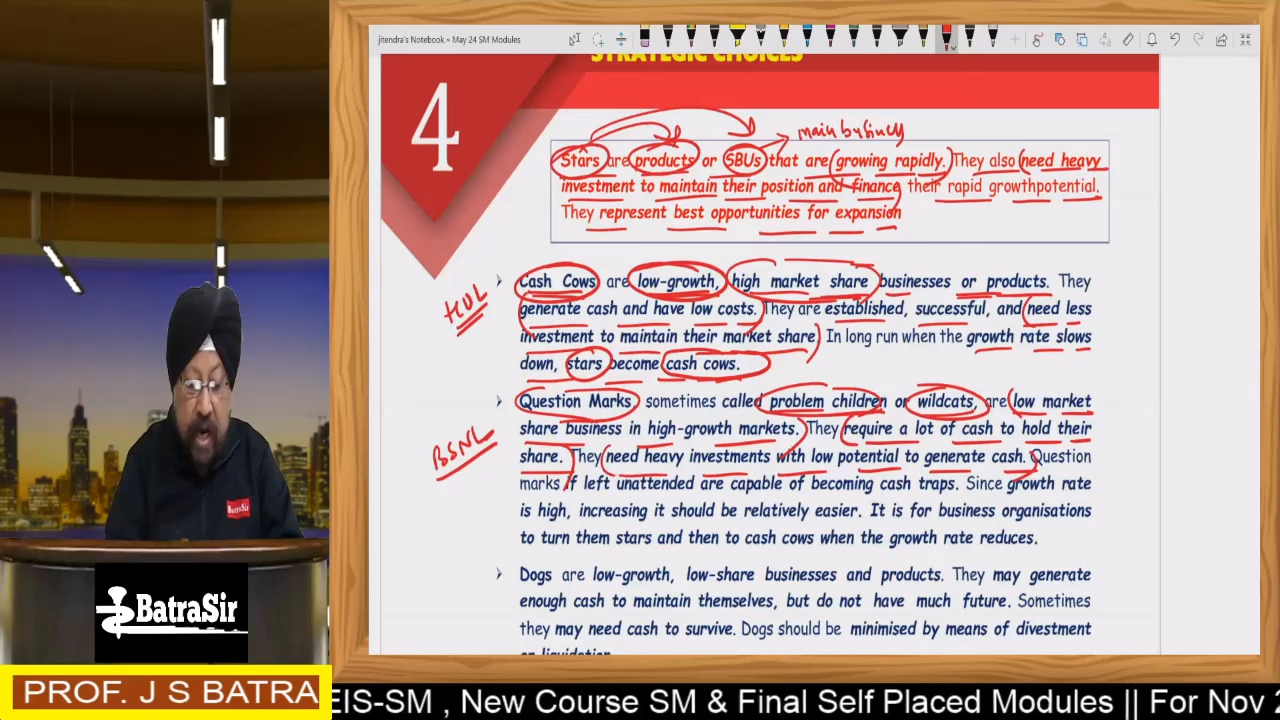 jitendra's Notebook » May 24 SM Modules
STRATEGIC CHOICES
4
main business
Stars are products or SBUs that are growing rapidly. They also need heavy
investment to maintain their position and finance their rapid growthpotential.
They represent best opportunities for expansion
Cash Cows are low-growth, high market share businesses or products. They
HUL
generate cash and have low costs. They are established, successful, and need less
investment to maintain their market share. In long run when the growth rate slows
down, stars become cash cows.
Question Marks sometimes called problem children or wildcats, are low market
share business in high-growth markets. They require a lot of cash to hold their
BSNL
share. They need heavy investments with low potential to generate cash. Question
marks if left unattended are capable of becoming cash traps. Since growth rate
is high, increasing it should be relatively easier. It is for business organisations
to turn them stars and then to cash cows when the growth rate reduces.
Dogs are low-growth, low-share businesses and products. They may generate
enough cash to maintain themselves, but do not have much future. Sometimes
they may need cash to survive. Dogs should be minimised by means of divestment
or liquidation
BatraSir
BatraSir
PROF. J S BATRA
EIS-SM , New Course SM & Final Self Placed Modules || For Nov 2